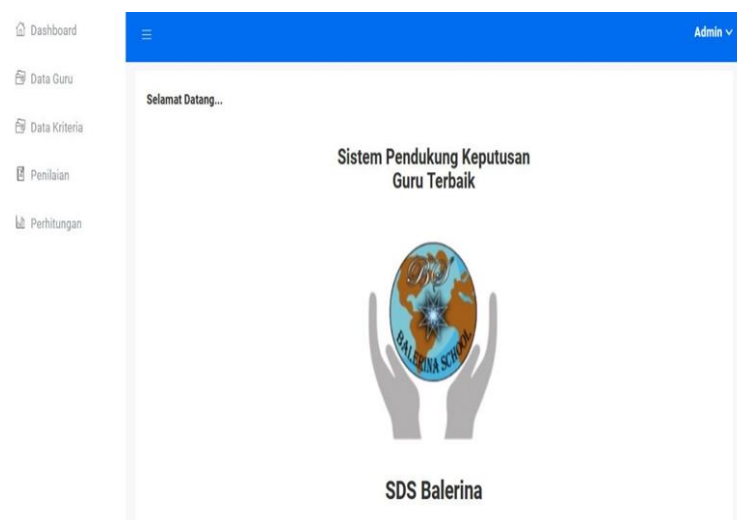 Dashboard
Data Guru
Data Kriteria
Penilaian
Perhitungan
Admin
Selamat Datang...
Sistem Pendukung Keputusan
Guru Terbaik
BALERINA SCHOOL
SDS Balerina